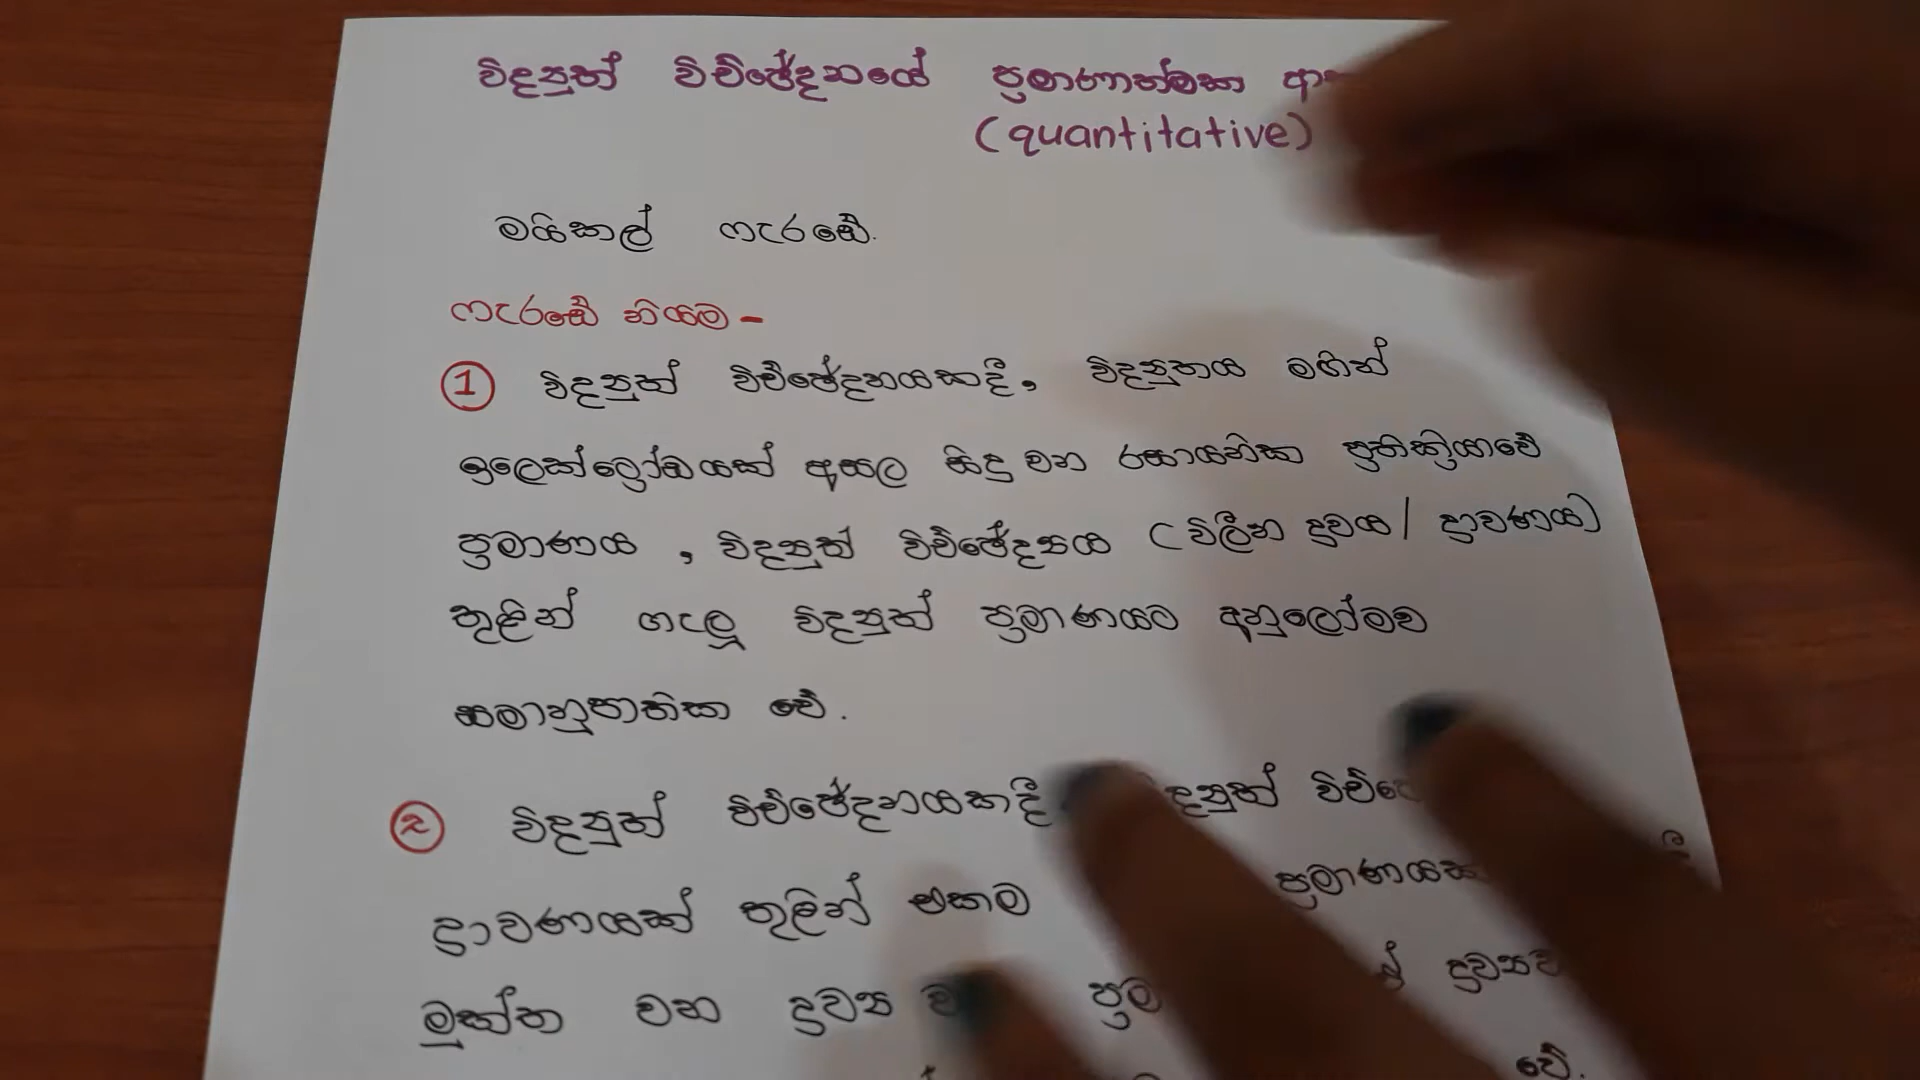 විද්‍යුත් විච්ඡේදනයේ ප්‍රමාණාත්මක
(quantitative)
මයිකල් ෆැරඩේ.
ෆැරඩේ නියම -
1 විද්‍යුත් විච්ඡේදනයකදී, විද්‍යුතය මගින්
ඉලෙක්ට්‍රෝඩයක් අසල සිදු වන රසායනික ප්‍රතික්‍රියාවේ
ප්‍රමාණය , විද්‍යුත් විච්ඡේද්‍යය ( විලීන ද්‍රව්‍ය / ද්‍රාවණය)
තුළින් ගැලූ විද්‍යුත් ප්‍රමාණයට අනුලෝමව
සමානුපාතික වේ.
2 විද්‍යුත් විච්ඡේදනයකදී
ද්‍රාවණයක් තුලින් එකම
මුක්ත වන ද්‍රව්‍ය
වේ.